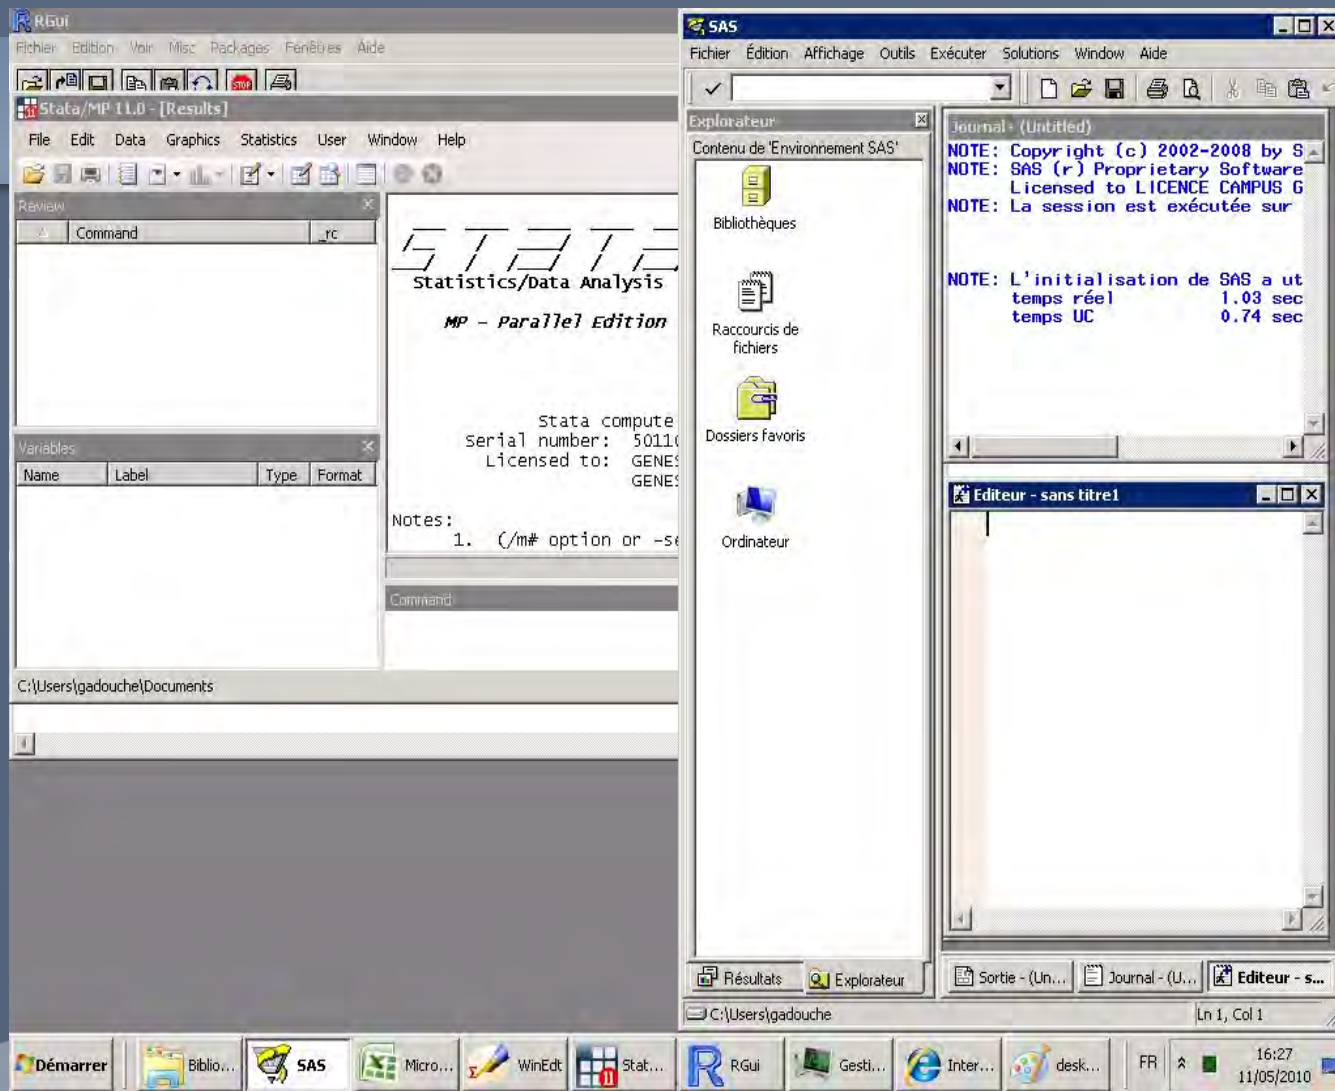 RGui
Fichier Edition Voir Misc Packages Fenêtres Aide
STOP
Stata/MP 11.0 - [Results]
File Edit Data Graphics Statistics User Window Help
Review
Command _rc
STATA
Statistics/Data Analysis
MP - Parallel Edition
Stata compute
Serial number: 5011
Licensed to: GENES
GENES
Notes:
1. (/m# option or -se
Variables
Name Label Type Format
Command
C:\Users\gadouche\Documents
SAS
Fichier Édition Affichage Outils Exécuter Solutions Window Aide
Explorateur
Contenu de 'Environnement SAS'
Bibliothèques
Raccourcis de
fichiers
Dossiers favoris
Ordinateur
Résultats Explorateur
Journal - (Untitled)
NOTE: Copyright (c) 2002-2008 by S
NOTE: SAS (r) Proprietary Software
Licensed to LICENCE CAMPUS G
NOTE: La session est exécutée sur
NOTE: L'initialisation de SAS a ut
temps réel 1.03 sec
temps UC 0.74 sec
Editeur - sans titre1
Sortie - (Un... Journal - (U... Editeur - s...
C:\Users\gadouche Ln 1, Col 1
Démarrer Biblio... SAS Micro... WinEdt Stat... RGui Gesti... Inter... desk... FR 16:27
11/05/2010